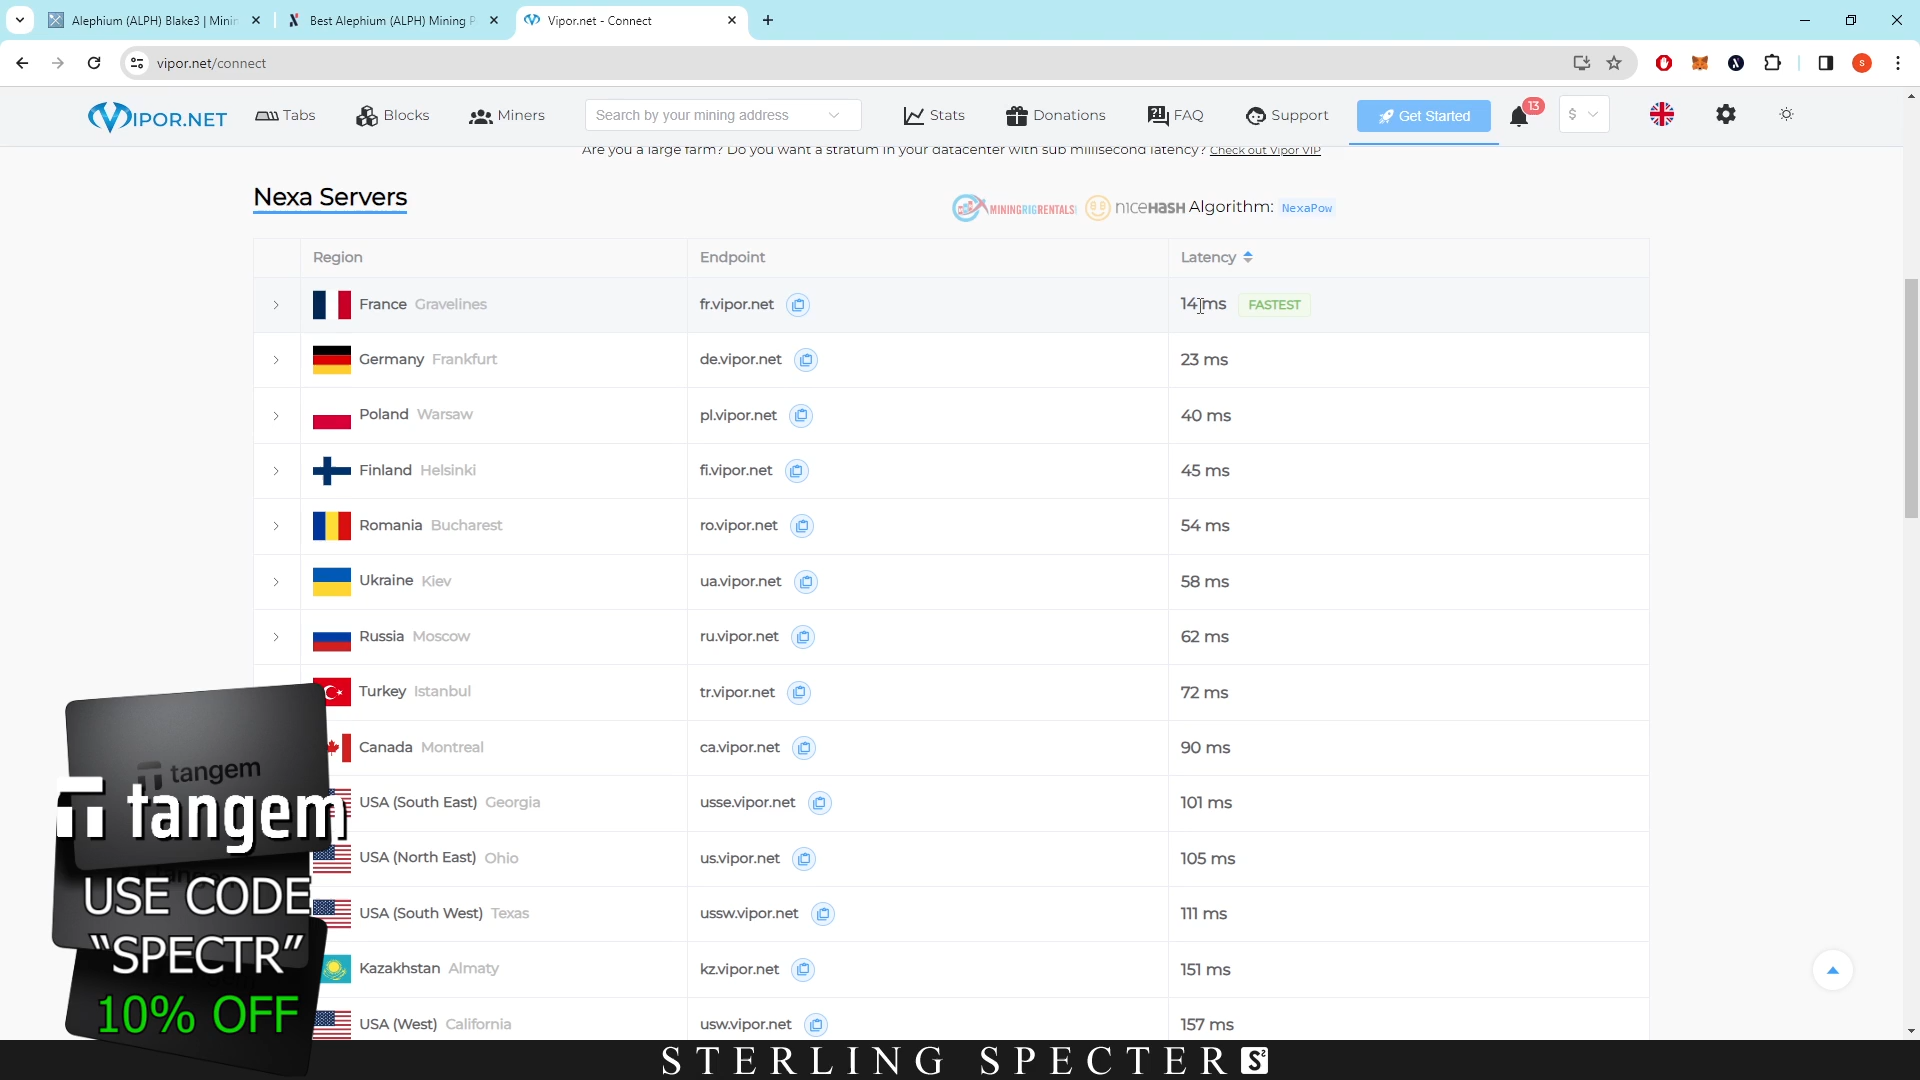 Alephium (ALPH) Blake3 | Minin
Best Alephium (ALPH) Mining P
Vipor.net - Connect
vipor.net/connect
VIPOR.NET
Tabs
Blocks
Miners
Search by your mining address
Stats
Donations
FAQ
Support
Get Started
13
$
Are you a large farm? Do you want a stratum in your datacenter with sub millisecond latency? Check out Vipor VIP
Nexa Servers
MININGRIGRENTALS
NICEHASH
Algorithm: NexaPow
Region Endpoint Latency
France Gravelines fr.vipor.net 14 ms FASTEST
Germany Frankfurt de.vipor.net 23 ms
Poland Warsaw pl.vipor.net 40 ms
Finland Helsinki fi.vipor.net 45 ms
Romania Bucharest ro.vipor.net 54 ms
Ukraine Kiev ua.vipor.net 58 ms
Russia Moscow ru.vipor.net 62 ms
Turkey Istanbul tr.vipor.net 72 ms
Canada Montreal ca.vipor.net 90 ms
USA (South East) Georgia usse.vipor.net 101 ms
USA (North East) Ohio us.vipor.net 105 ms
USA (South West) Texas ussw.vipor.net 111 ms
Kazakhstan Almaty kz.vipor.net 151 ms
USA (West) California usw.vipor.net 157 ms
tangem
tangem
USE CODE
“SPECTR”
10% OFF
STERLING SPECTER